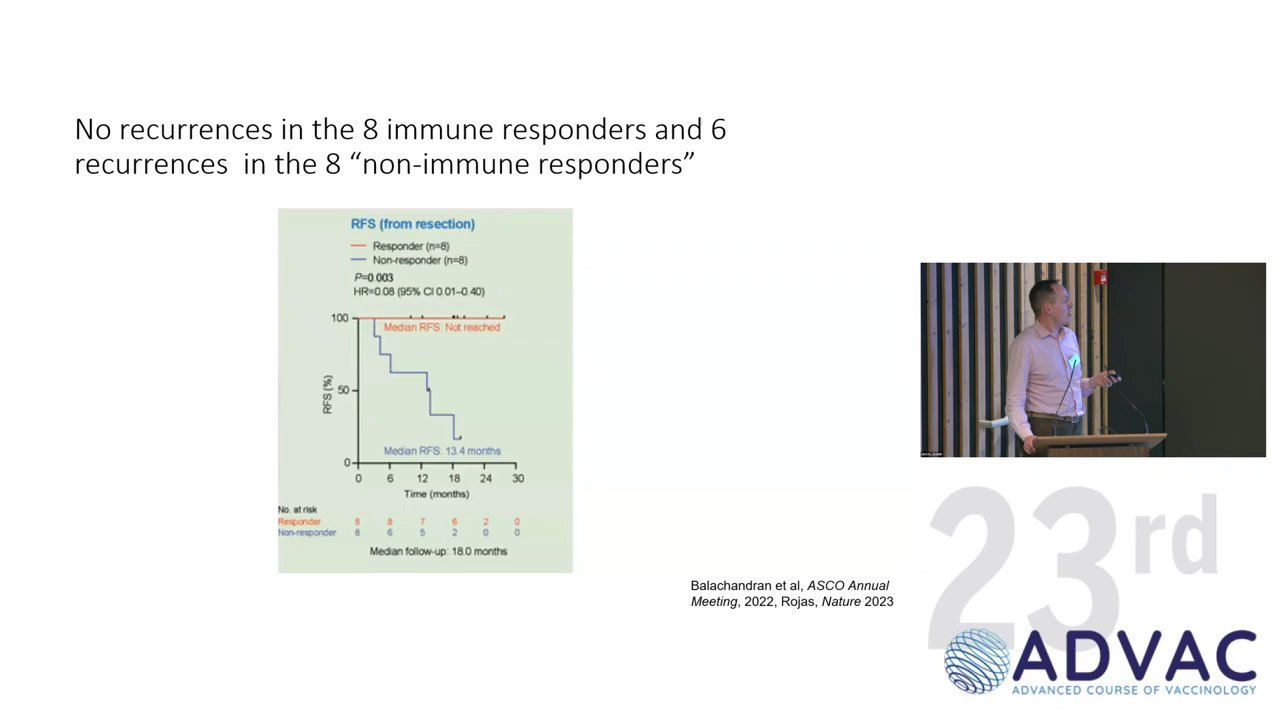 No recurrences in the 8 immune responders and 6
recurrences  in the 8 “non-immune responders”
RFS (from resection)
Responder (n=8)
Non-responder (n=8)
P=0.003
HR=0.08 (95% CI 0.01–0.40)
100
Median RFS: Not reached
RFS (%)
50
Median RFS: 13.4 months
0
0 6 12 18 24 30
Time (months)
No. at risk
Responder 8 8 7 6 2 0
Non-responder 8 6 5 2 0 0
Median follow-up: 18.0 months
Balachandran et al, ASCO Annual
Meeting, 2022, Rojas, Nature 2023
23rd
ADVAC
ADVANCED COURSE OF VACCINOLOGY